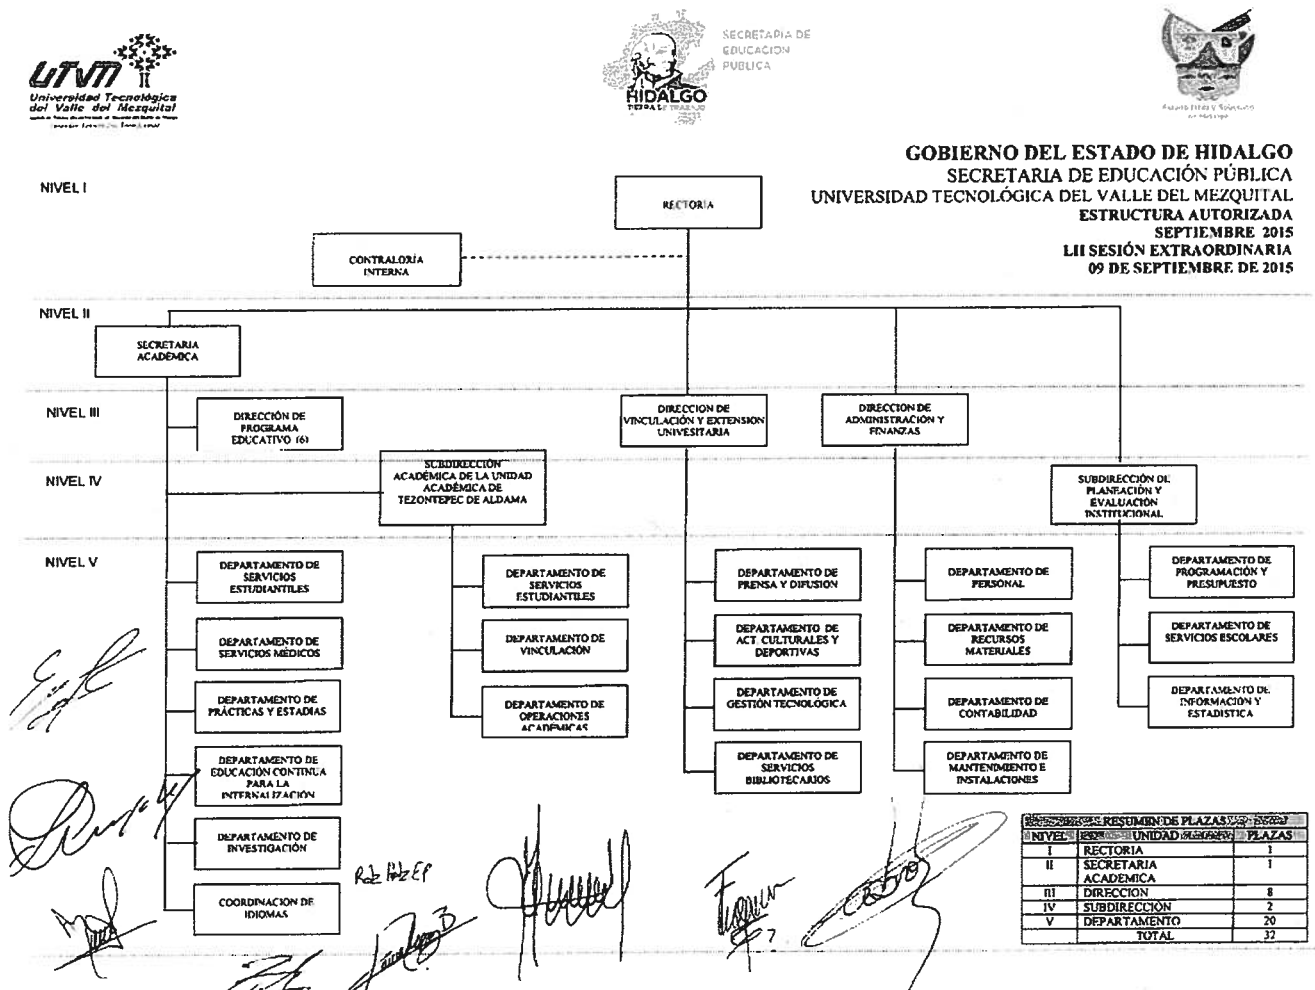 UTVM
Universidad Tecnológica
del Valle del Mezquital
SECRETARIA DE
EDUCACIÓN
PÚBLICA
HIDALGO
GOBIERNO DEL ESTADO DE HIDALGO
SECRETARIA DE EDUCACIÓN PÚBLICA
UNIVERSIDAD TECNOLÓGICA DEL VALLE DEL MEZQUITAL
ESTRUCTURA AUTORIZADA
SEPTIEMBRE 2015
LII SESIÓN EXTRAORDINARIA
09 DE SEPTIEMBRE DE 2015
NIVEL I
RECTORIA
CONTRALORÍA
INTERNA
NIVEL II
SECRETARIA
ACADÉMICA
NIVEL III
DIRECCIÓN DE
PROGRAMA
EDUCATIVO (6)
DIRECCION DE
VINCULACIÓN Y EXTENSION
UNIVESITARIA
DIRECCIÓN DE
ADMINISTRACIÓN Y
FINANZAS
NIVEL IV
SUBDIRECCIÓN
ACADÉMICA DE LA UNIDAD
ACADÉMICA DE
TEZONTEPEC DE ALDAMA
SUBDIRECCIÓN DE
PLANEACIÓN Y
EVALUACIÓN
INSTITUCIONAL
NIVEL V
DEPARTAMENTO DE
SERVICIOS
ESTUDIANTILES
DEPARTAMENTO DE
SERVICIOS MÉDICOS
DEPARTAMENTO DE
PRÁCTICAS Y ESTADIAS
DEPARTAMENTO DE
EDUCACIÓN CONTINUA
PARA LA
INTERNALIZACIÓN
DEPARTAMENTO DE
INVESTIGACIÓN
COORDINACION DE
IDIOMAS
DEPARTAMENTO DE
SERVICIOS
ESTUDIANTILES
DEPARTAMENTO DE
VINCULACIÓN
DEPARTAMENTO DE
OPERACIONES
ACADÉMICAS
DEPARTAMENTO DE
PRENSA Y DIFUSION
DEPARTAMENTO DE
ACT. CULTURALES Y
DEPORTIVAS
DEPARTAMENTO DE
GESTIÓN TECNOLÓGICA
DEPARTAMENTO DE
SERVICIOS
BIBLIOTECARIOS
DEPARTAMENTO DE
PERSONAL
DEPARTAMENTO DE
RECURSOS
MATERIALES
DEPARTAMENTO DE
CONTABILIDAD
DEPARTAMENTO DE
MANTENIMIENTO E
INSTALACIONES
DEPARTAMENTO DE
PROGRAMACIÓN Y
PRESUPUESTO
DEPARTAMENTO DE
SERVICIOS ESCOLARES
DEPARTAMENTO DE
INFORMACIÓN Y
ESTADISTICA
RESUMEN DE PLAZAS
NIVEL UNIDAD PLAZAS
I RECTORIA 1
II SECRETARIA ACADEMICA 1
III DIRECCION 8
IV SUBDIRECCIÓN 2
V DEPARTAMENTO 20
TOTAL 32